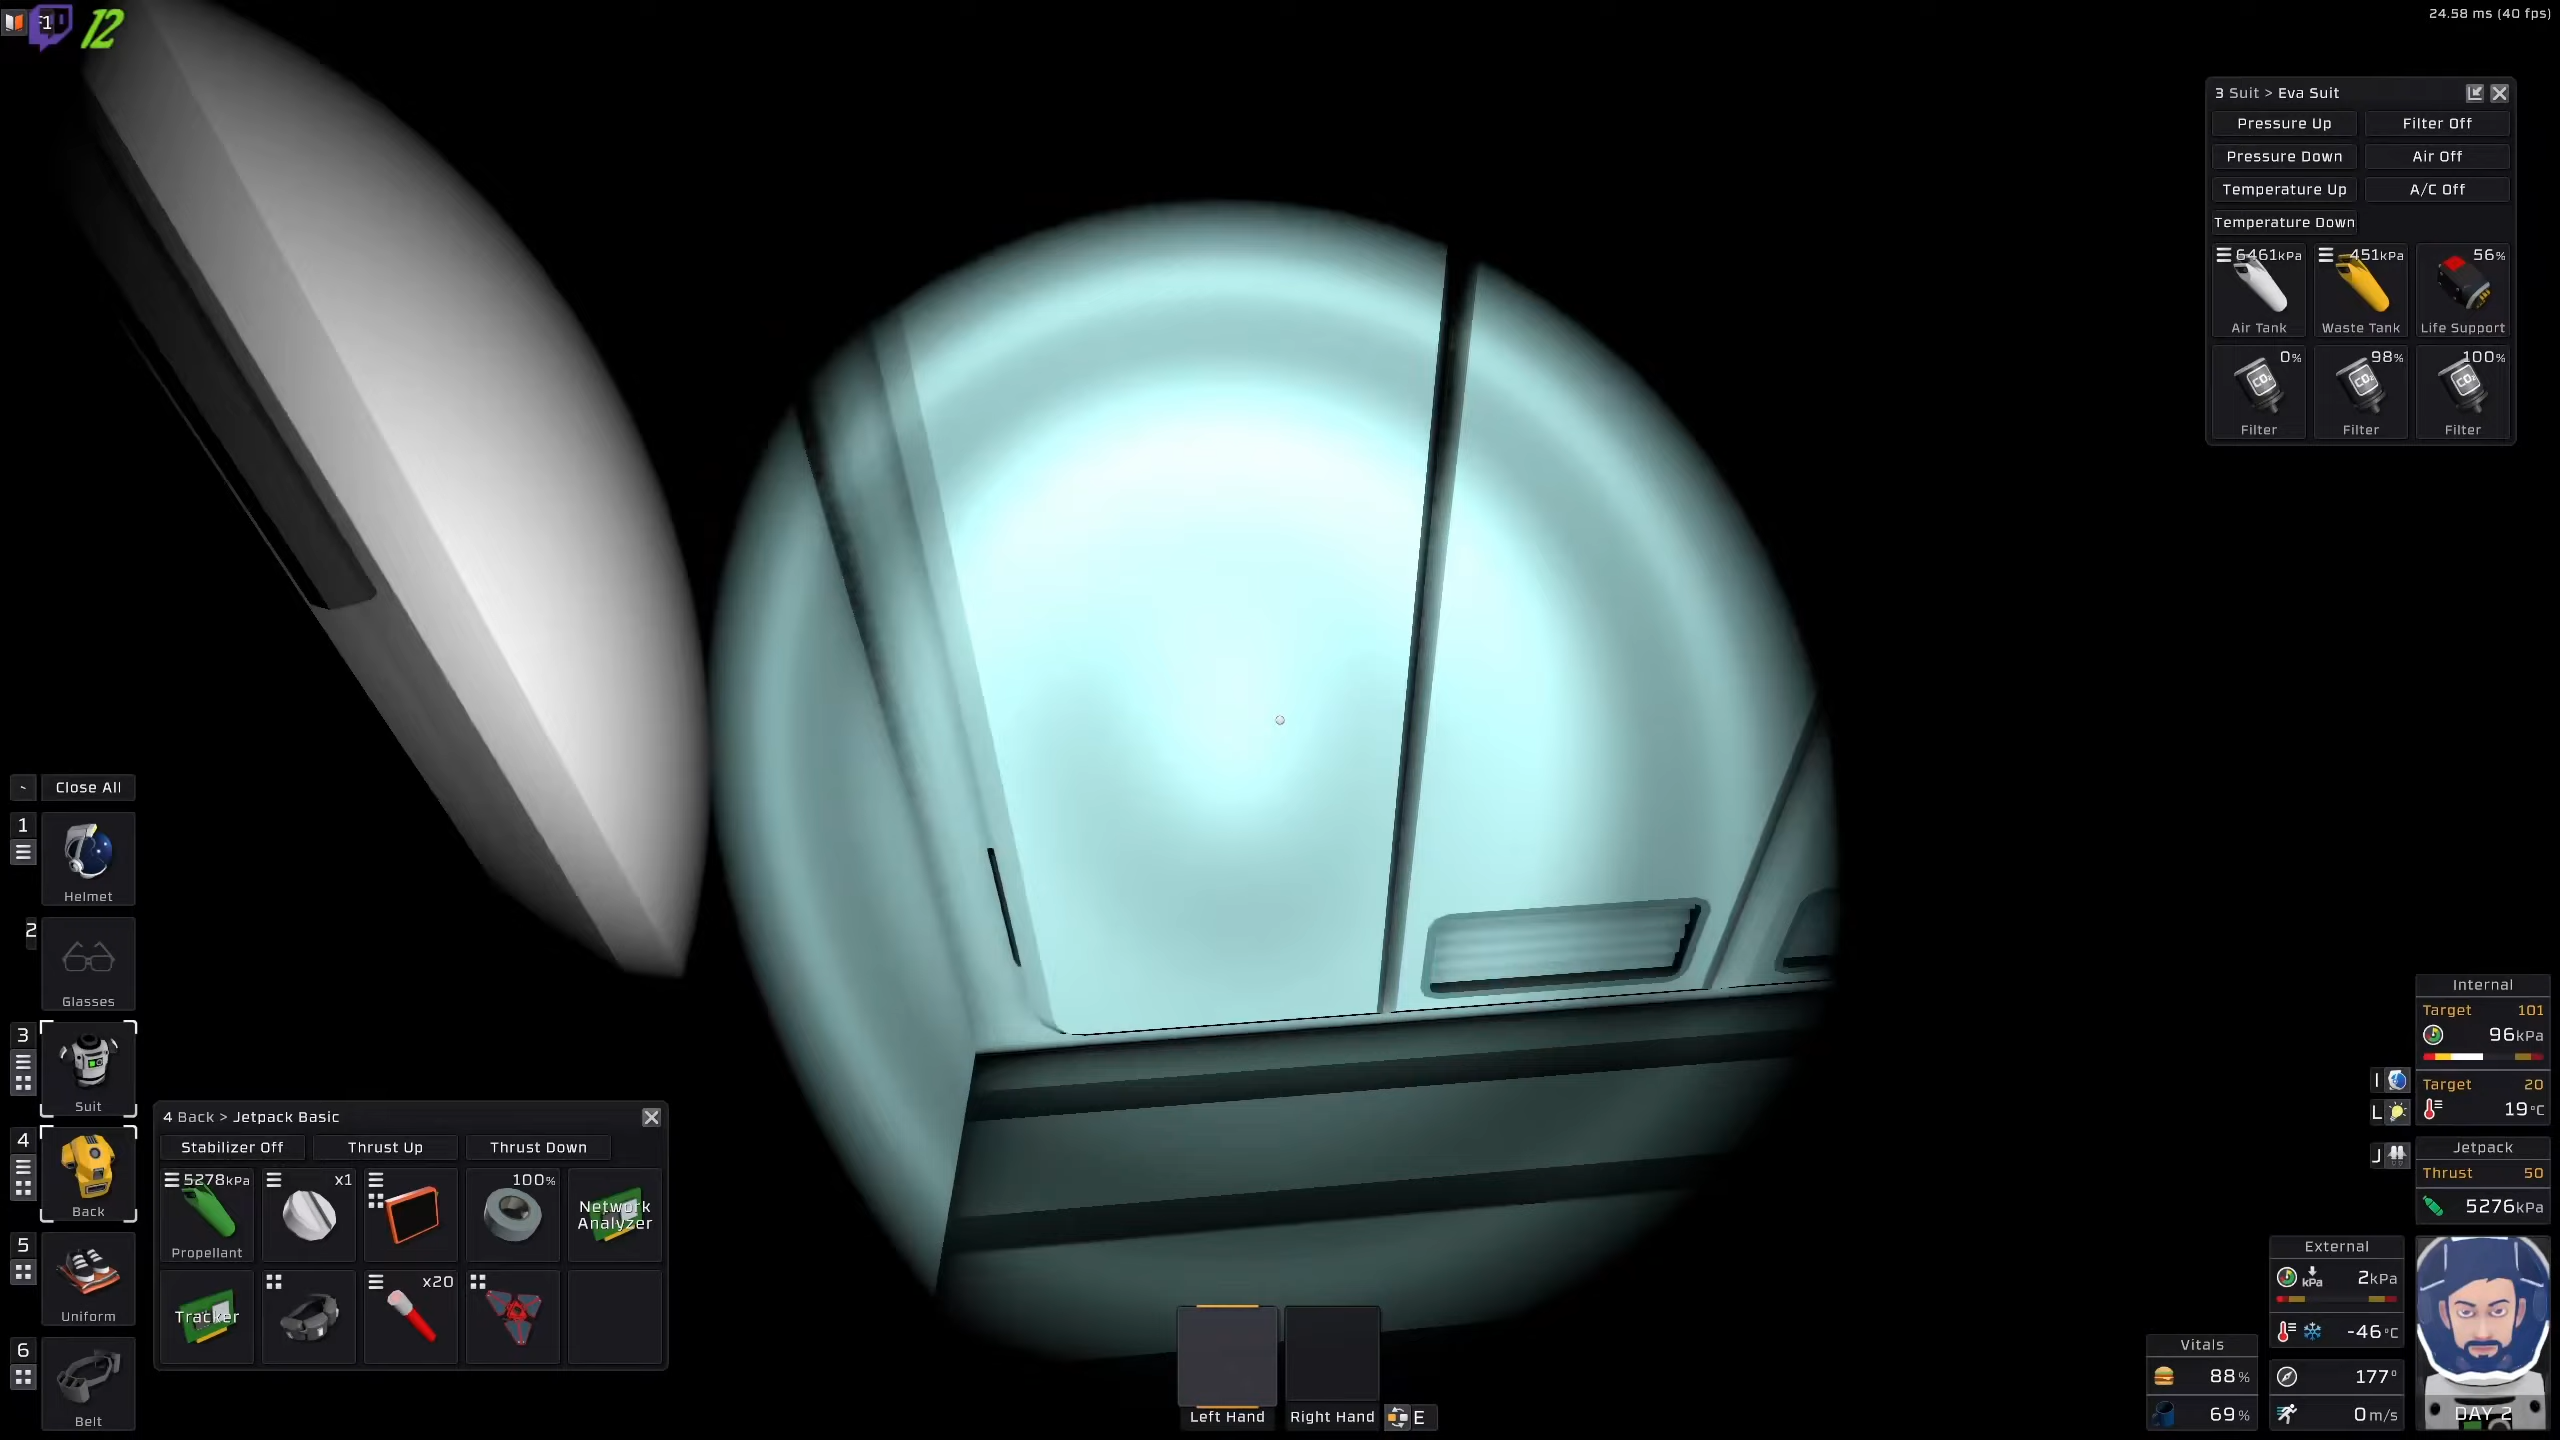 1
12
24.58 ms (40 fps)
3 Suit > Eva Suit
Pressure Up
Filter Off
Pressure Down
Air Off
Temperature Up
A/C Off
Temperature Down
6461kPa
451kPa
56%
Air Tank
Waste Tank
Life Support
0%
98%
100%
CO₂
CO₂
CO₂
Filter
Filter
Filter
~
Close All
1
Helmet
2
Glasses
3
Suit
4
Back
5
Uniform
6
Belt
4 Back > Jetpack Basic
Stabilizer Off
Thrust Up
Thrust Down
5278kPa
x1
100%
Network
Analyzer
Propellant
x20
Tracker
Left Hand
Right Hand
E
Internal
Target 101
96kPa
I
Target 20
L
19°C
J
Jetpack
Thrust 50
5276kPa
External
kPa
2kPa
-46°C
177°
0m/s
Vitals
88%
69%
DAY 2